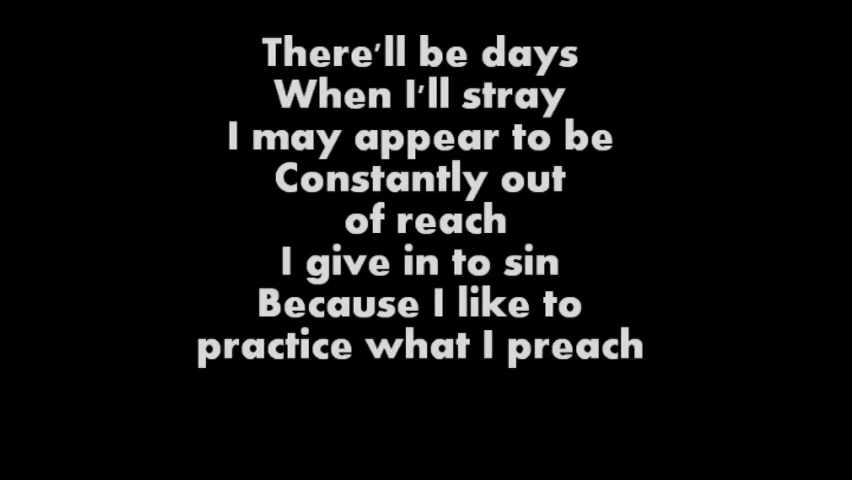 There'll be days
When I'll stray
I may appear to be
Constantly out
of reach
I give in to sin
Because I like to
practice what I preach